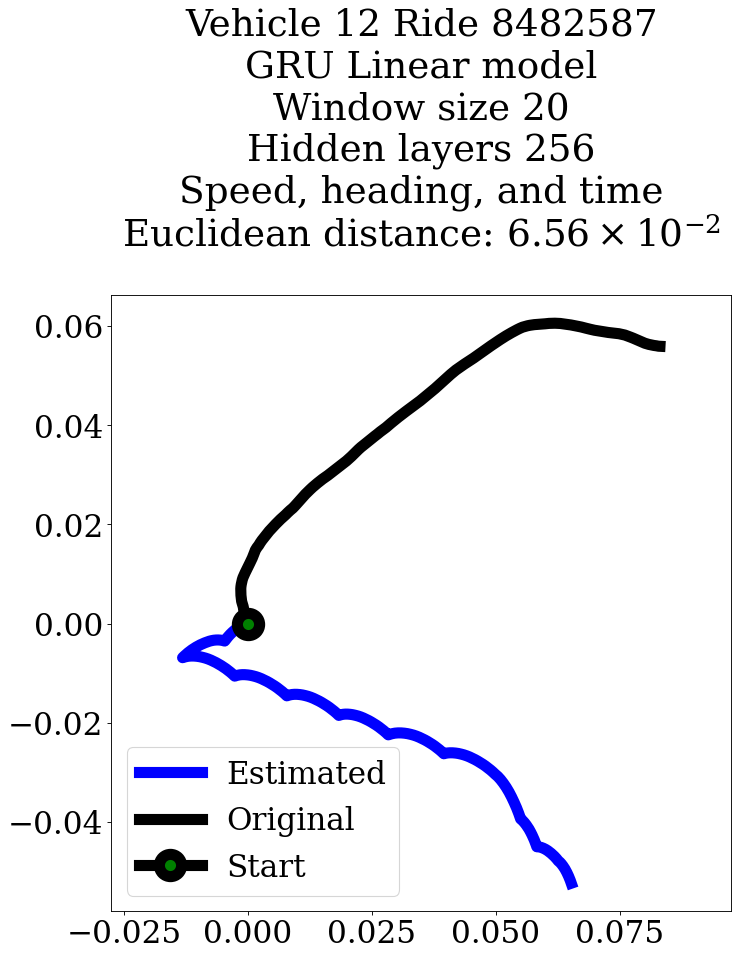 Vehicle 12 Ride 8482587
GRU Linear model
Window size 20
Hidden layers 256
Speed, heading, and time
Euclidean distance: 6.56 × 10⁻²
0.06
0.04
0.02
0.00
−0.02
−0.04
Estimated
Original
Start
−0.025 0.000 0.025 0.050 0.075